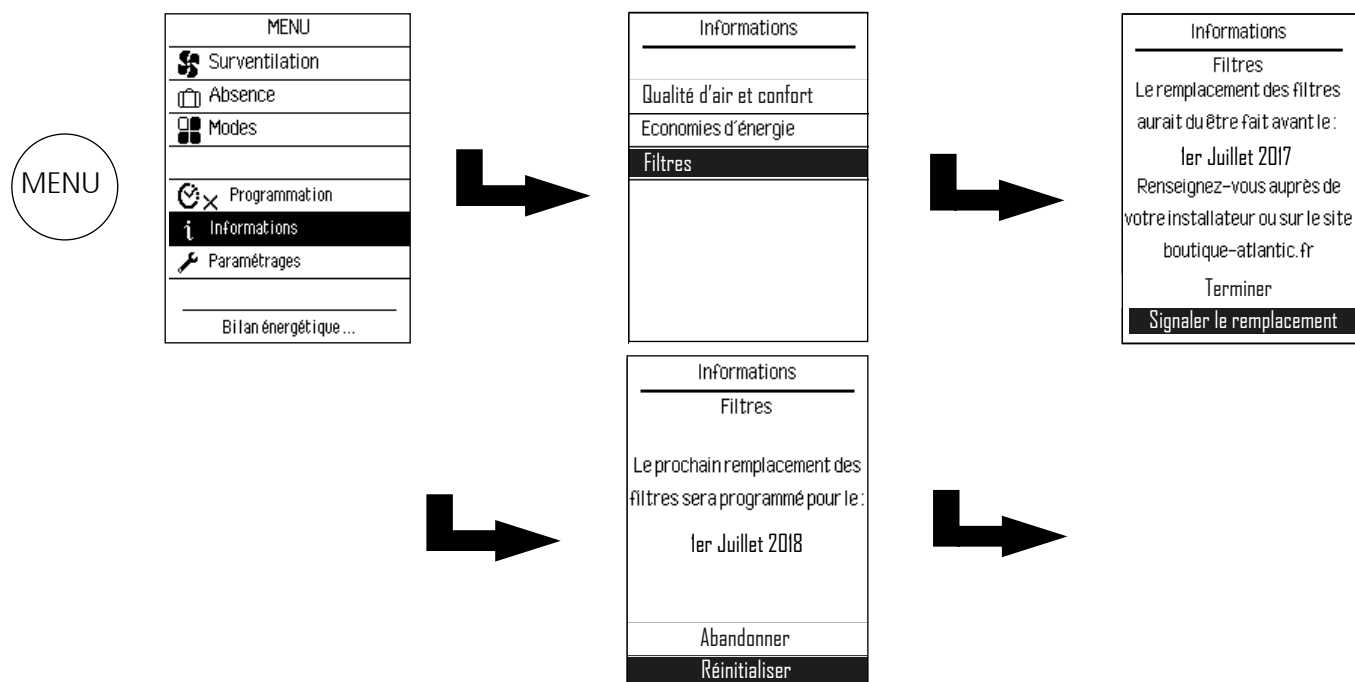 MENU
MENU
Surventilation
Absence
Modes
Programmation
Informations
Paramétrages
Bilan énergétique ...
Informations
Qualité d'air et confort
Economies d'énergie
Filtres
Informations
Filtres
Le remplacement des filtres
aurait du être fait avant le :
1er Juillet 2017
Renseignez-vous auprès de
votre installateur ou sur le site
boutique-atlantic.fr
Terminer
Signaler le remplacement
Informations
Filtres
Le prochain remplacement des
filtres sera programmé pour le :
1er Juillet 2018
Abandonner
Réinitialiser